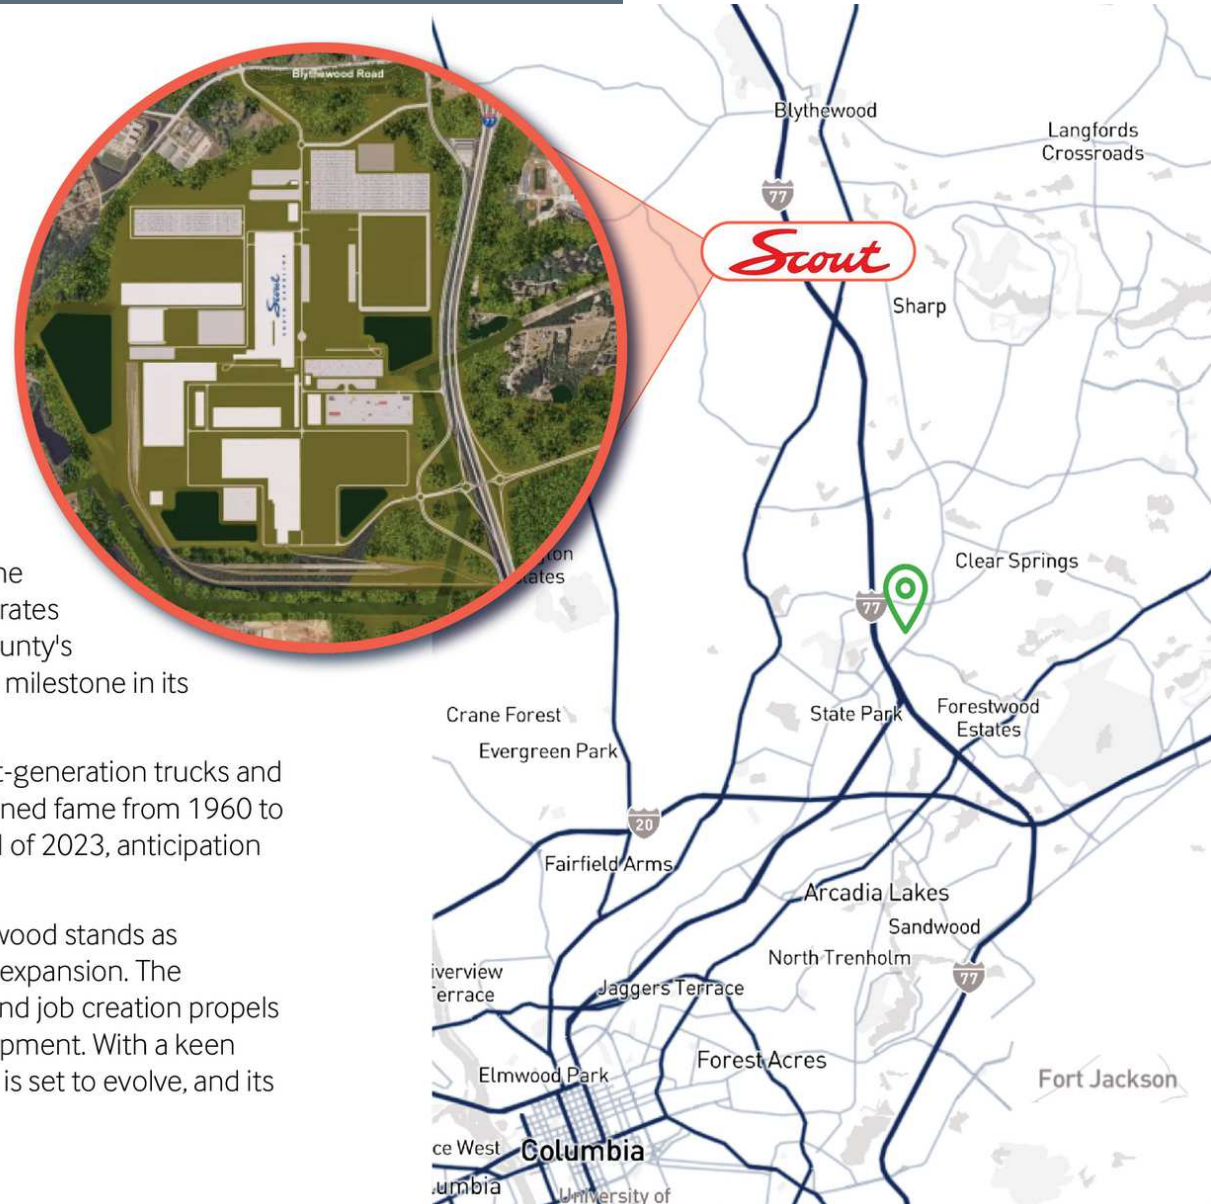 Blythewood Road
77
Scout
SOUTH CAROLINA
Blythewood
Langfords
Crossroads
77
Scout
Sharp
Clear Springs
77
State Park
Forestwood
Estates
Crane Forest
Evergreen Park
20
Fairfield Arms
Arcadia Lakes
Sandwood
North Trenholm
77
iverview
errace
Jaggers Terrace
Forest Acres
Elmwood Park
Fort Jackson
ce West
Columbia
umbia
University of
ton
ates
ne
rates
unty's
milestone in its
t-generation trucks and
ned fame from 1960 to
l of 2023, anticipation
wood stands as
expansion. The
nd job creation propels
pment. With a keen
is set to evolve, and its